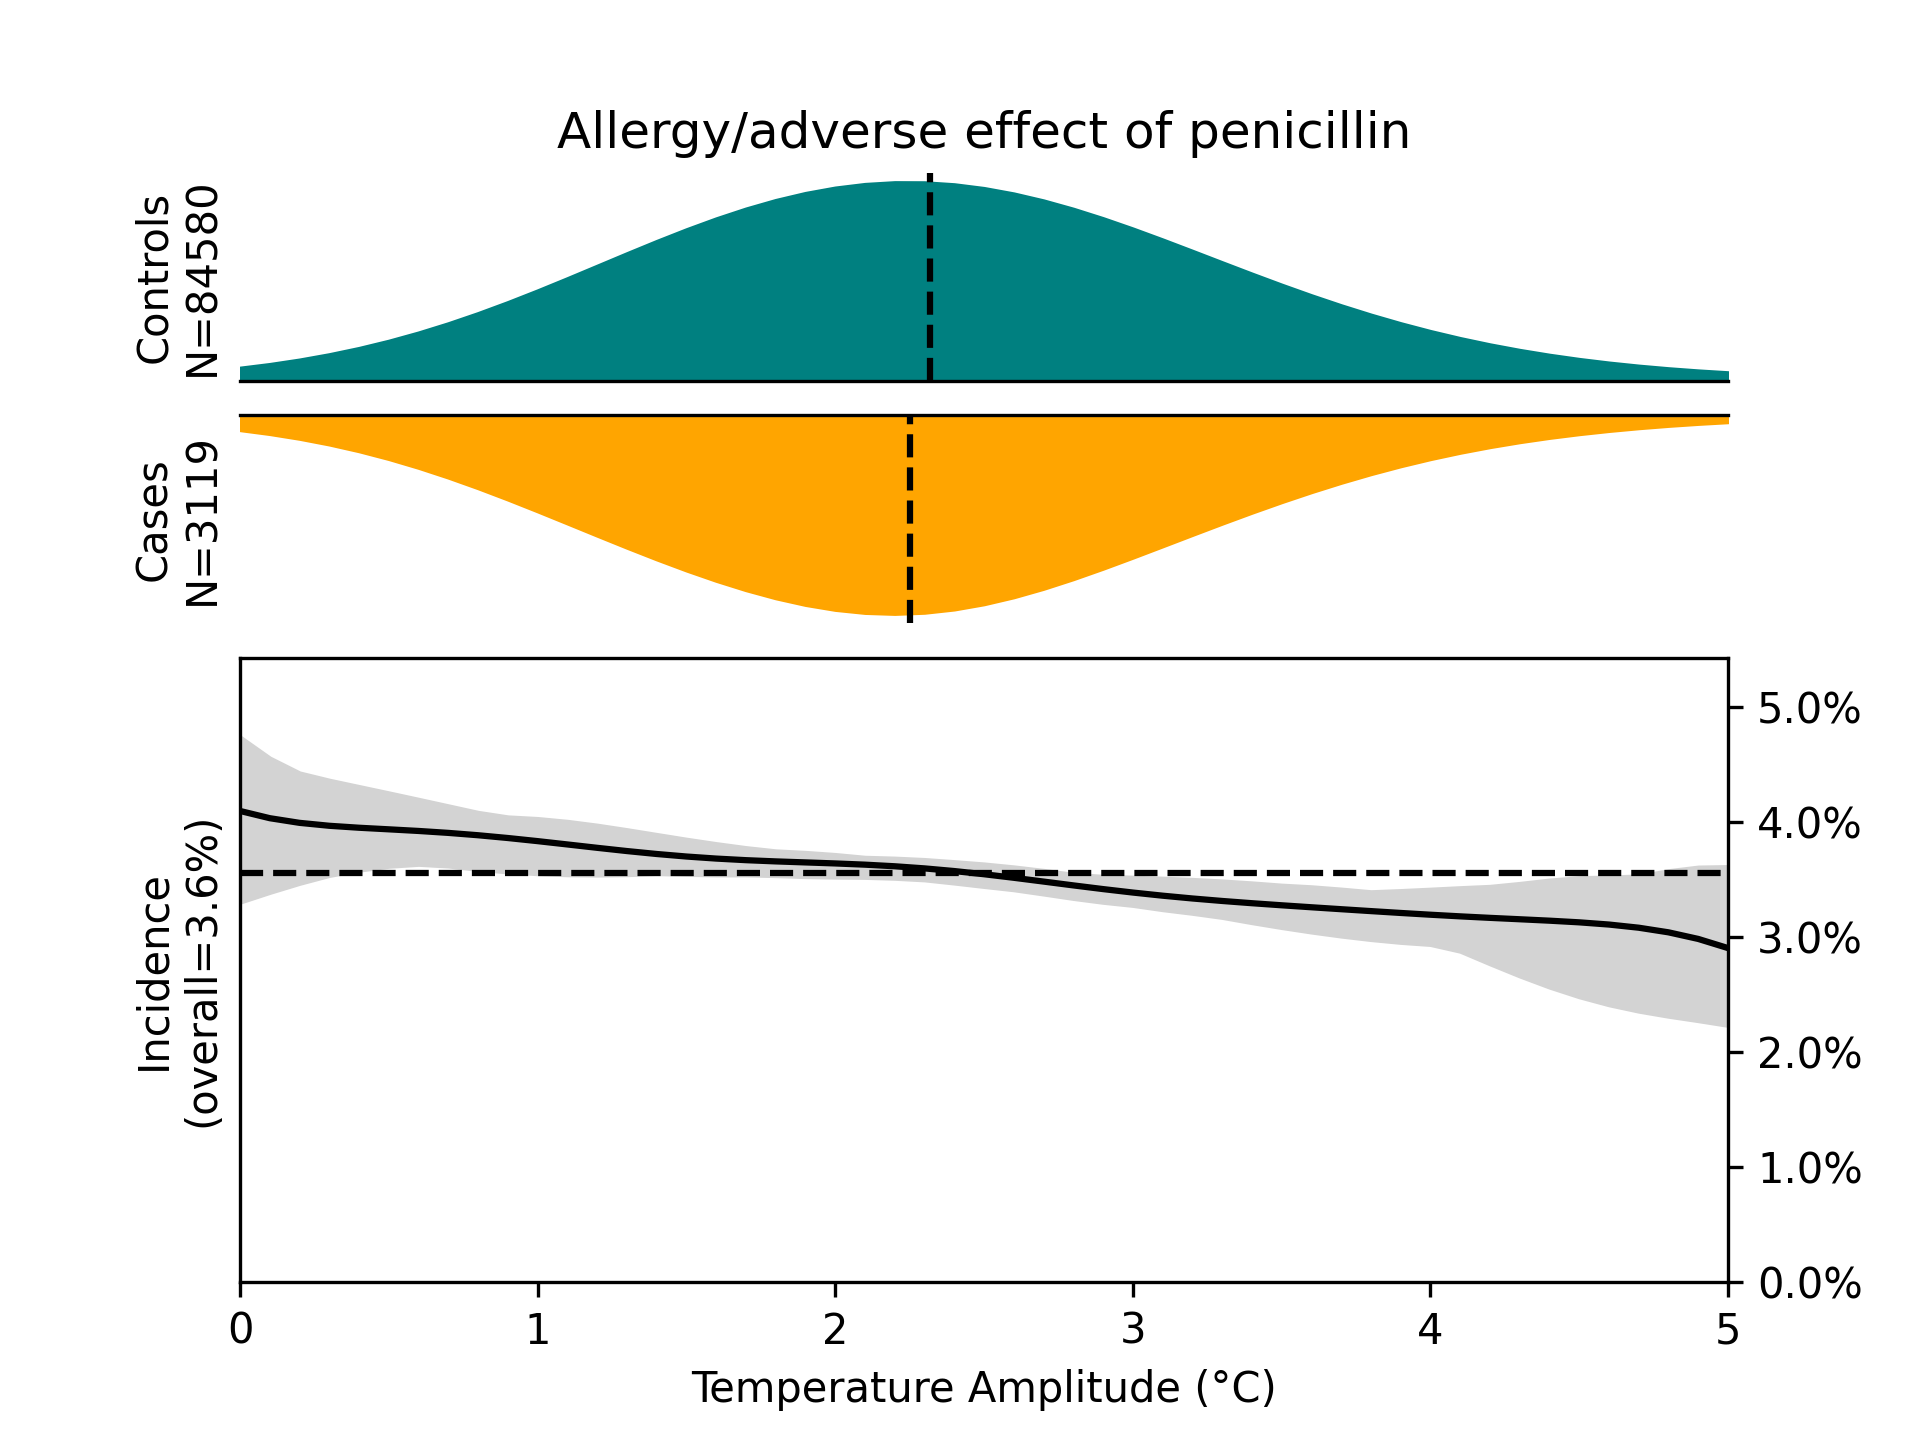 Allergy/adverse effect of penicillin
Controls
N=84580
Cases
N=3119
Incidence
(overall=3.6%)
5.0%
4.0%
3.0%
2.0%
1.0%
0.0%
0 1 2 3 4 5
Temperature Amplitude (°C)